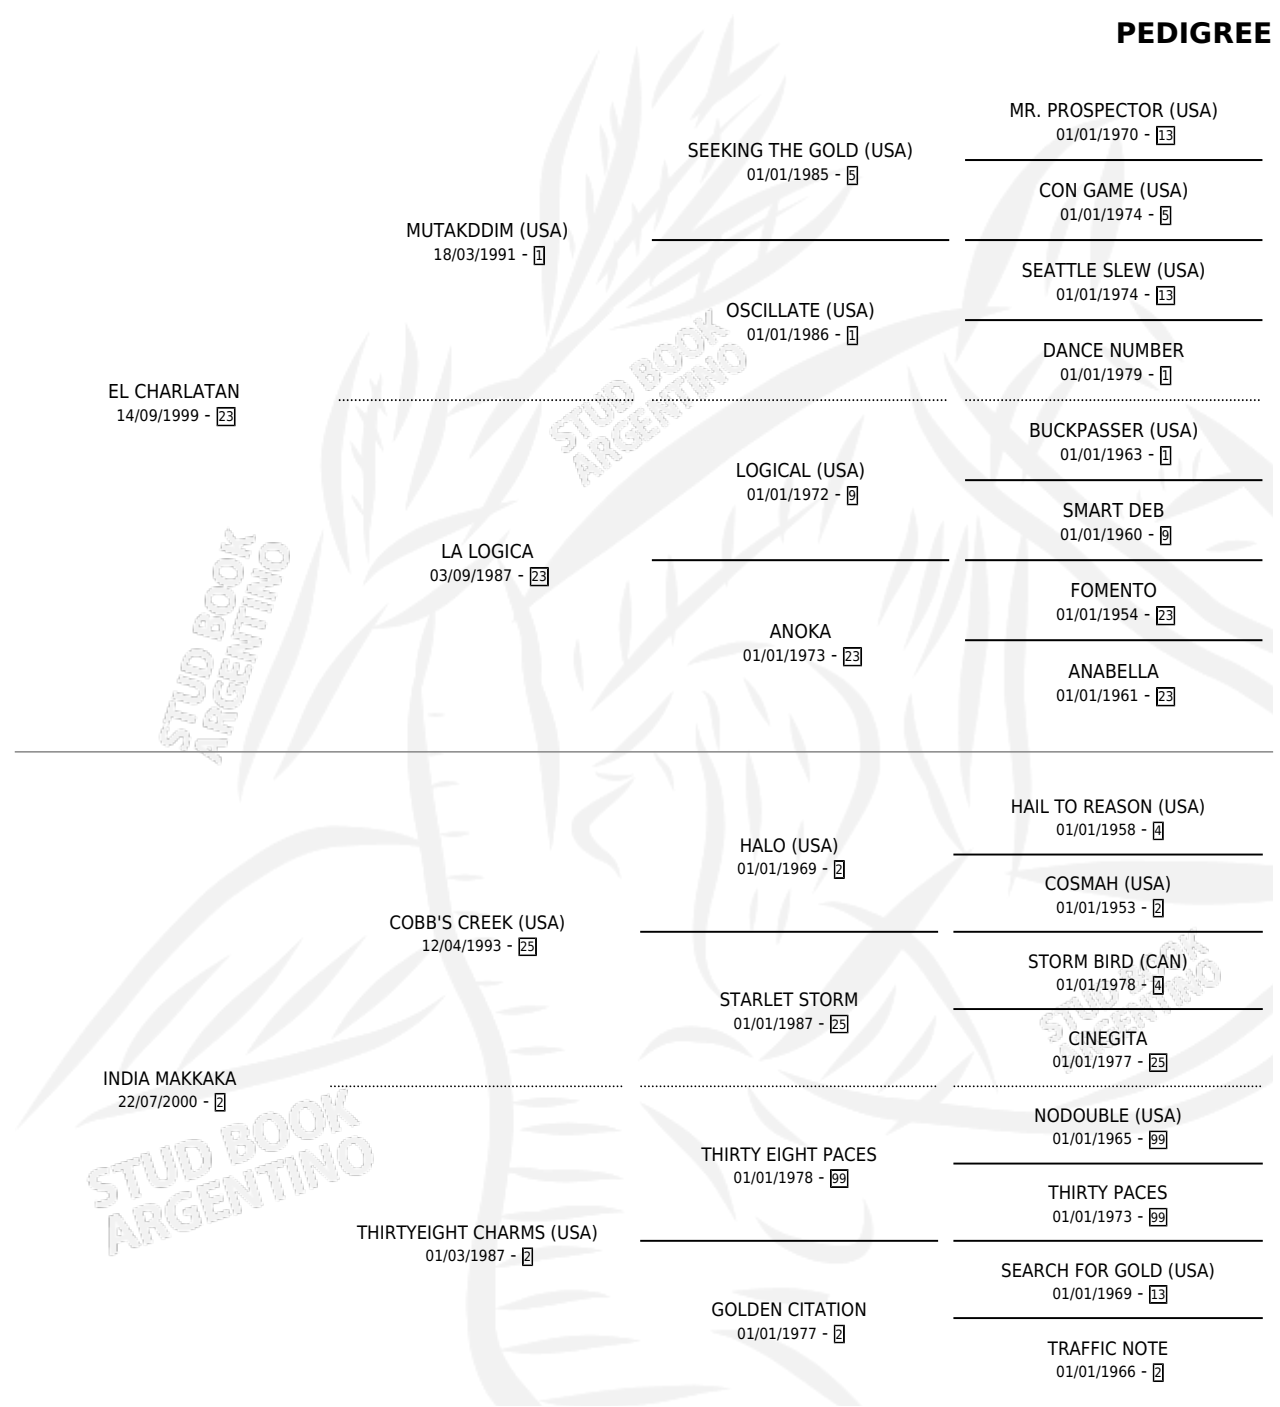 PEDIGREE
MR. PROSPECTOR (USA)
01/01/1970 - 13
SEEKING THE GOLD (USA)
01/01/1985 - 5
CON GAME (USA)
01/01/1974 - 5
MUTAKDDIM (USA)
18/03/1991 - 1
SEATTLE SLEW (USA)
01/01/1974 - 13
OSCILLATE (USA)
01/01/1986 - 1
DANCE NUMBER
01/01/1979 - 1
EL CHARLATAN
14/09/1999 - 23
BUCKPASSER (USA)
01/01/1963 - 1
LOGICAL (USA)
01/01/1972 - 9
SMART DEB
01/01/1960 - 9
LA LOGICA
03/09/1987 - 23
FOMENTO
01/01/1954 - 23
ANOKA
01/01/1973 - 23
ANABELLA
01/01/1961 - 23
HAIL TO REASON (USA)
01/01/1958 - 4
HALO (USA)
01/01/1969 - 2
COSMAH (USA)
01/01/1953 - 2
COBB'S CREEK (USA)
12/04/1993 - 25
STORM BIRD (CAN)
01/01/1978 - 4
STARLET STORM
01/01/1987 - 25
CINEGITA
01/01/1977 - 25
INDIA MAKKAKA
22/07/2000 - 2
NODOUBLE (USA)
01/01/1965 - 99
THIRTY EIGHT PACES
01/01/1978 - 99
THIRTY PACES
01/01/1973 - 99
THIRTYEIGHT CHARMS (USA)
01/03/1987 - 2
SEARCH FOR GOLD (USA)
01/01/1969 - 13
GOLDEN CITATION
01/01/1977 - 2
TRAFFIC NOTE
01/01/1966 - 2
STUD BOOK
ARGENTINO
STUD BOOK
ARGENTINO
STUD BOOK
ARGENTINO
STUD BOOK
ARGENTINO